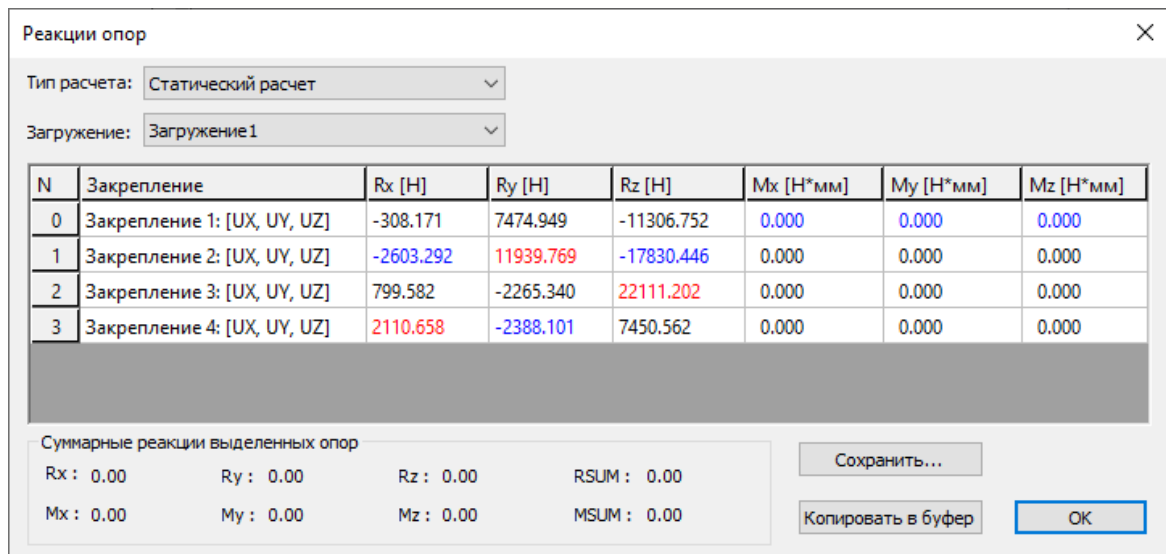 Реакции опор
Тип расчета: Статический расчет
Загружение: Загружение1
N Закрепление Rx [Н] Ry [Н] Rz [Н] Mx [Н*мм] My [Н*мм] Mz [Н*мм]
0 Закрепление 1: [UX, UY, UZ] -308.171 7474.949 -11306.752 0.000 0.000 0.000
1 Закрепление 2: [UX, UY, UZ] -2603.292 11939.769 -17830.446 0.000 0.000 0.000
2 Закрепление 3: [UX, UY, UZ] 799.582 -2265.340 22111.202 0.000 0.000 0.000
3 Закрепление 4: [UX, UY, UZ] 2110.658 -2388.101 7450.562 0.000 0.000 0.000
Суммарные реакции выделенных опор
Rx : 0.00 Ry : 0.00 Rz : 0.00 RSUM : 0.00 Сохранить...
Mx : 0.00 My : 0.00 Mz : 0.00 MSUM : 0.00 Копировать в буфер OK